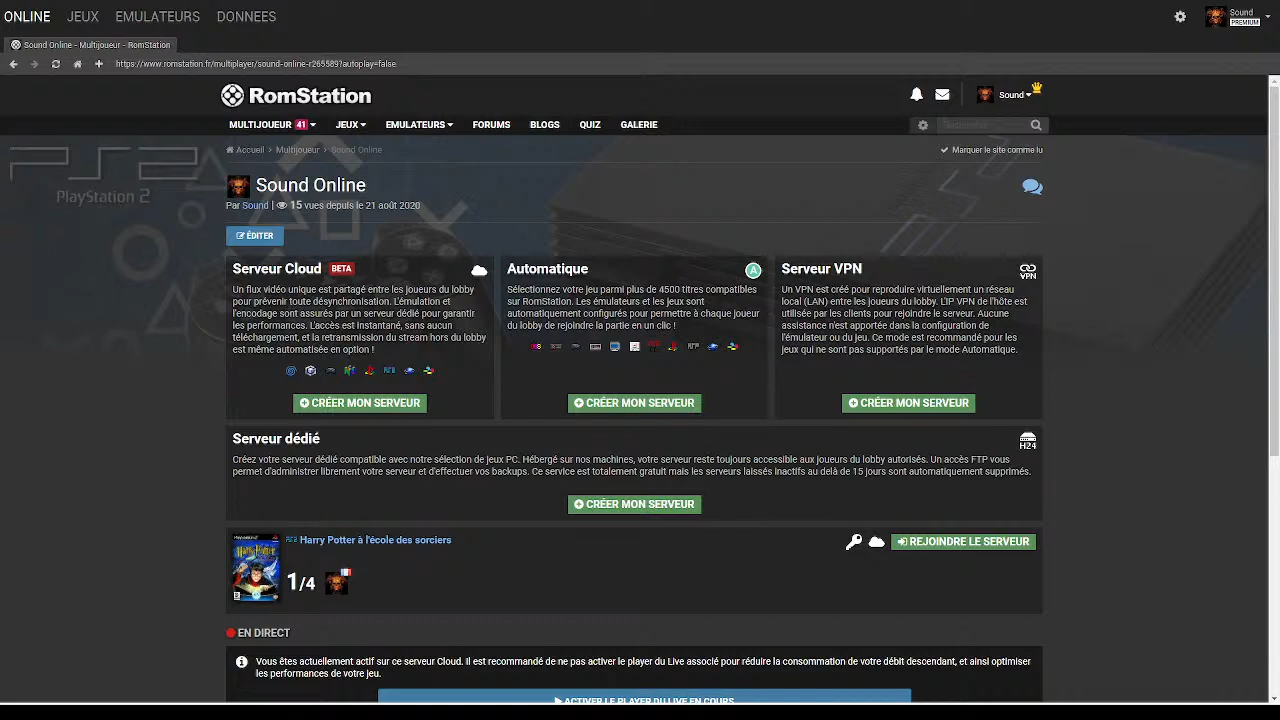 ONLINE JEUX EMULATEURS DONNEES Sound
PREMIUM
Sound Online - Multijoueur - RomStation
https://www.romstation.fr/multiplayer/sound-online-r265589?autoplay=false
RomStation Sound
MULTIJOUEUR 41 JEUX EMULATEURS FORUMS BLOGS QUIZ GALERIE
PS2
PlayStation 2
Accueil > Multijoueur > Sound Online Marquer le site comme lu
Sound Online
Par Sound | 15 vues depuis le 21 août 2020
ÉDITER
Serveur Cloud BETA
Un flux vidéo unique est partagé entre les joueurs du lobby
pour prévenir toute désynchronisation. L'émulation et
l'encodage sont assurés par un serveur dédié pour garantir
les performances. L'accès est instantané, sans aucun
téléchargement, et la retransmission du stream hors du lobby
est même automatisée en option !
CRÉER MON SERVEUR
Automatique A
Sélectionnez votre jeu parmi plus de 4500 titres compatibles
sur RomStation. Les émulateurs et les jeux sont
automatiquement configurés pour permettre à chaque joueur
du lobby de rejoindre la partie en un clic !
CRÉER MON SERVEUR
Serveur VPN VPN
Un VPN est créé pour reproduire virtuellement un réseau
local (LAN) entre les joueurs du lobby. L'IP VPN de l'hôte est
utilisée par les clients pour rejoindre le serveur. Aucune
assistance n'est apportée dans la configuration de
l'émulateur ou du jeu. Ce mode est recommandé pour les
jeux qui ne sont pas supportés par le mode Automatique.
CRÉER MON SERVEUR
Serveur dédié H24
Créez votre serveur dédié compatible avec notre sélection de jeux PC. Hébergé sur nos machines, votre serveur reste toujours accessible aux joueurs du lobby autorisés. Un accès FTP vous
permet d'administrer librement votre serveur et d'effectuer vos backups. Ce service est totalement gratuit mais les serveurs laissés inactifs au delà de 15 jours sont automatiquement supprimés.
CRÉER MON SERVEUR
Harry Potter à l'école des sorciers REJOINDRE LE SERVEUR
1/4
EN DIRECT
Vous êtes actuellement actif sur ce serveur Cloud. Il est recommandé de ne pas activer le player du Live associé pour réduire la consommation de votre débit descendant, et ainsi optimiser
les performances de votre jeu.
ACTIVER LE PLAYER DU LIVE EN COURS